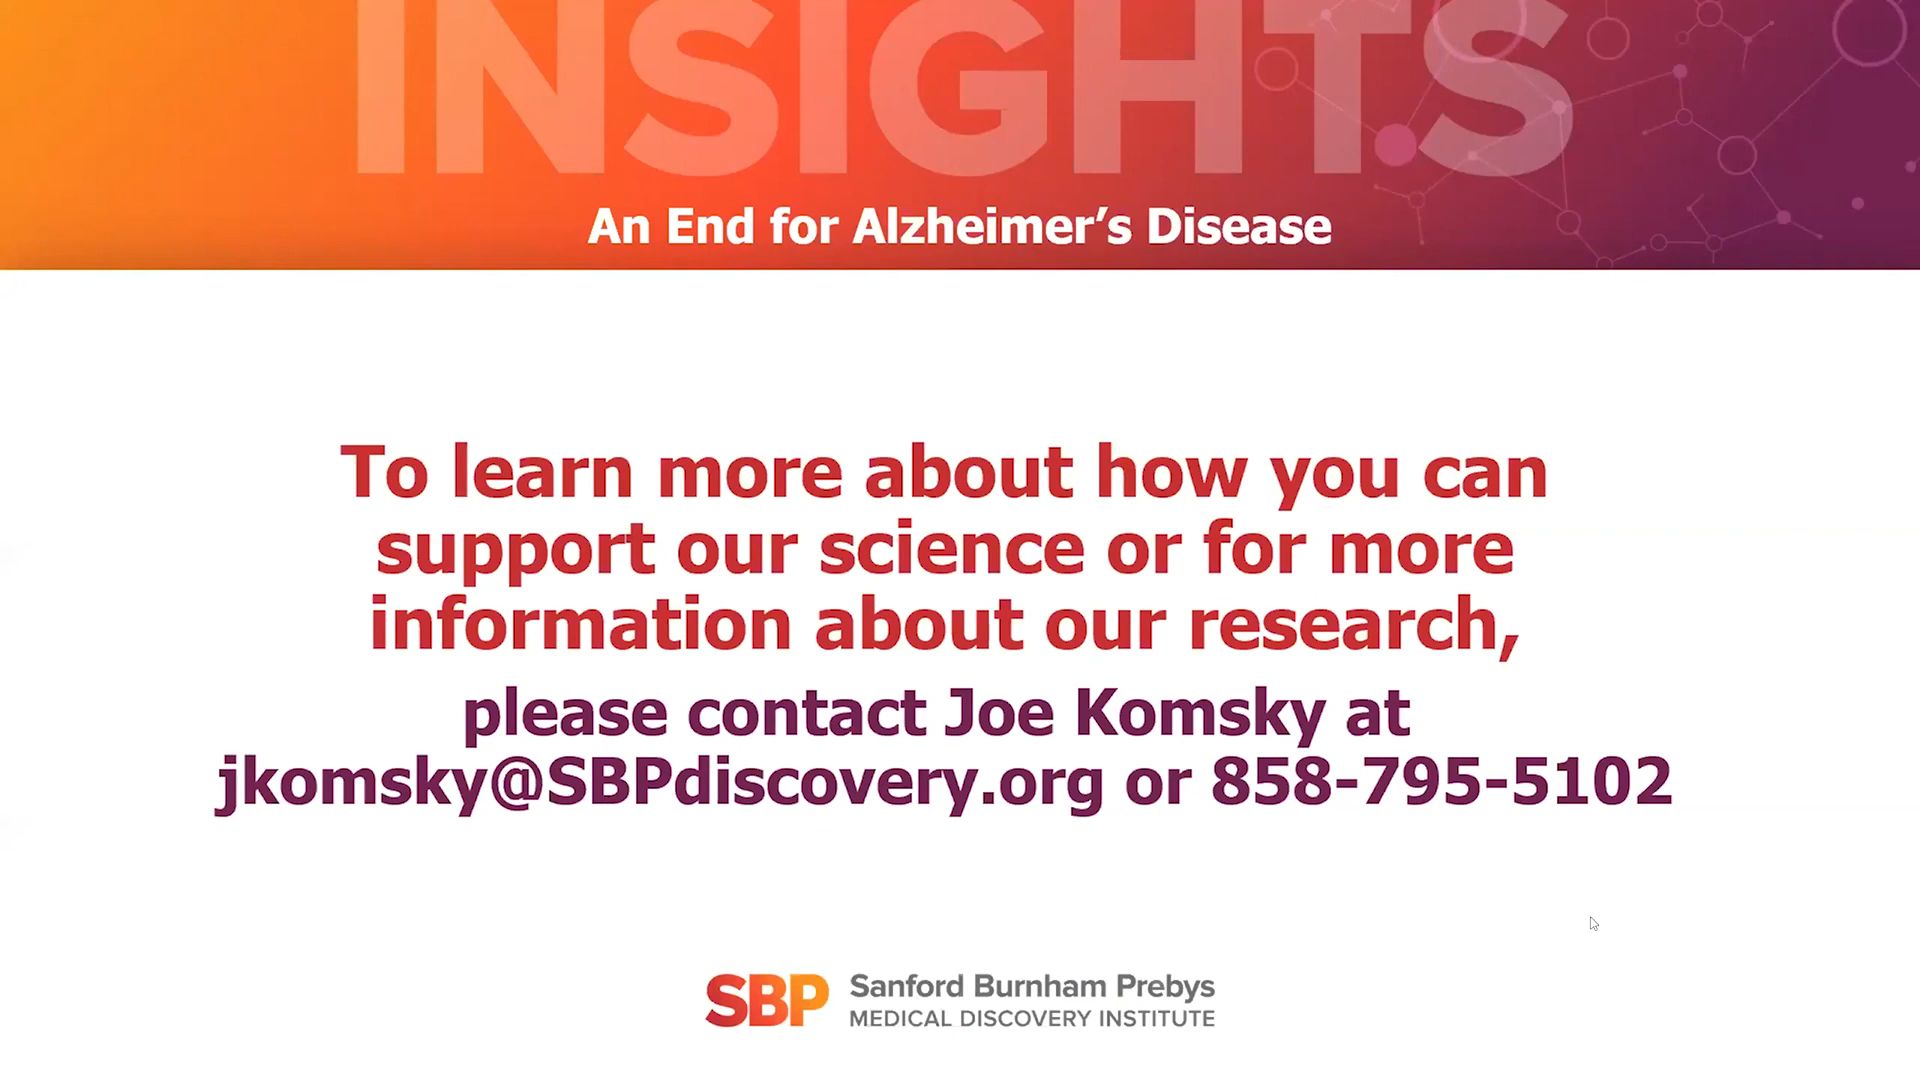 INSIGHTS
An End for Alzheimer’s Disease
To learn more about how you can
support our science or for more
information about our research,
please contact Joe Komsky at
jkomsky@SBPdiscovery.org or 858-795-5102
SBP Sanford Burnham Prebys
MEDICAL DISCOVERY INSTITUTE